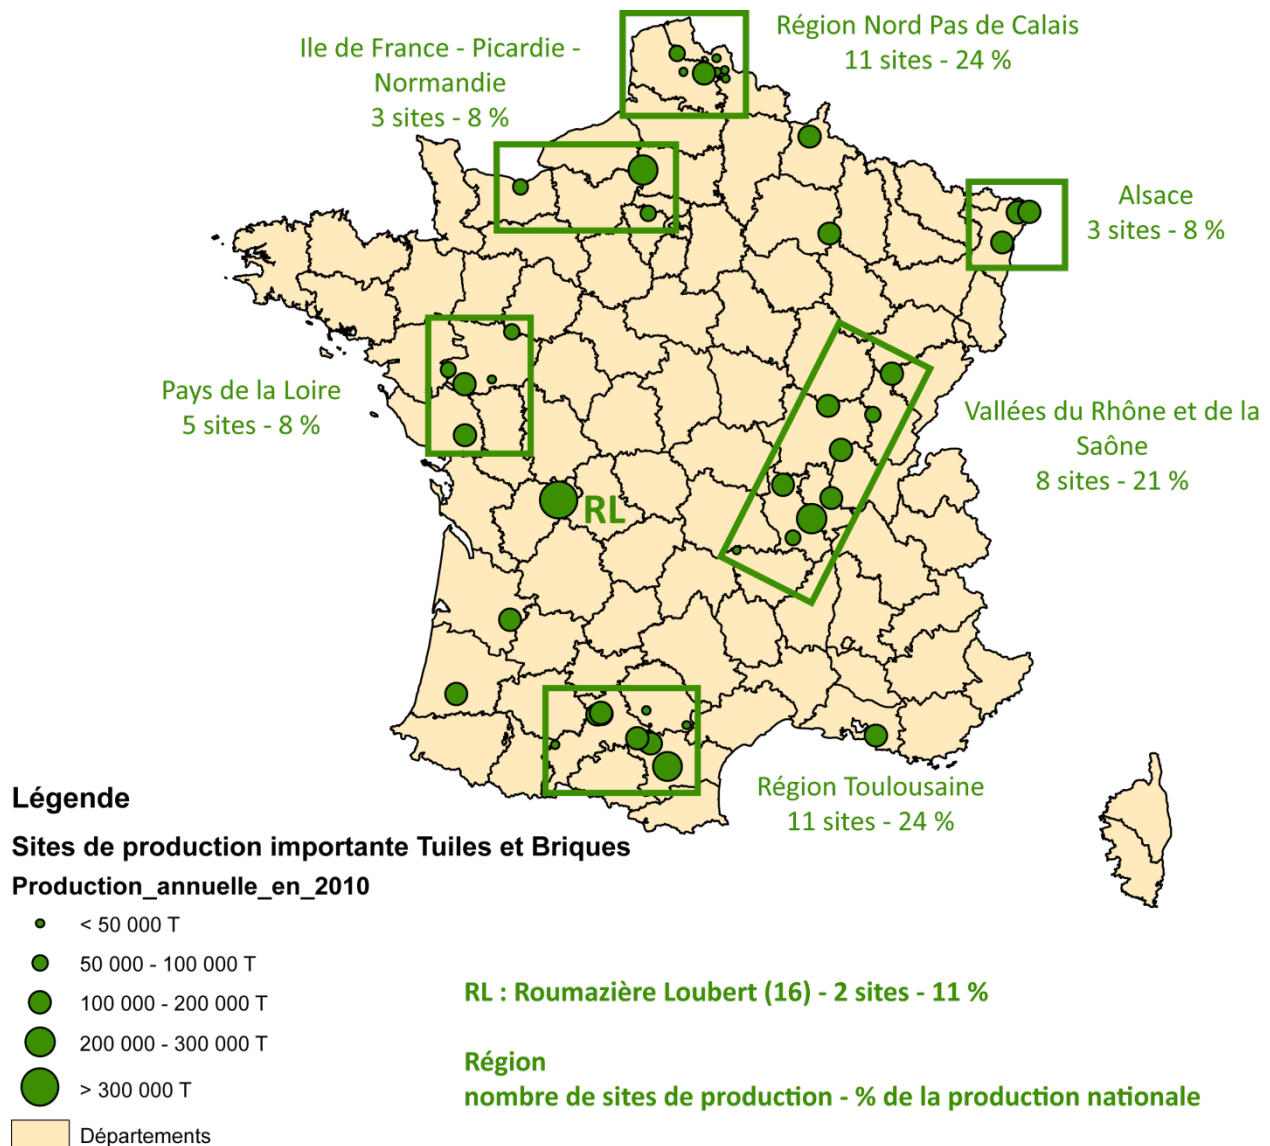 Région Nord Pas de Calais
11 sites - 24 %
Ile de France - Picardie -
Normandie
3 sites - 8 %
Alsace
3 sites - 8 %
Pays de la Loire
5 sites - 8 %
Vallées du Rhône et de la
Saône
8 sites - 21 %
RL
Région Toulousaine
11 sites - 24 %
Légende
Sites de production importante Tuiles et Briques
Production_annuelle_en_2010
< 50 000 T
50 000 - 100 000 T
100 000 - 200 000 T
200 000 - 300 000 T
> 300 000 T
Départements
RL : Roumazière Loubert (16) - 2 sites - 11 %
Région
nombre de sites de production - % de la production nationale